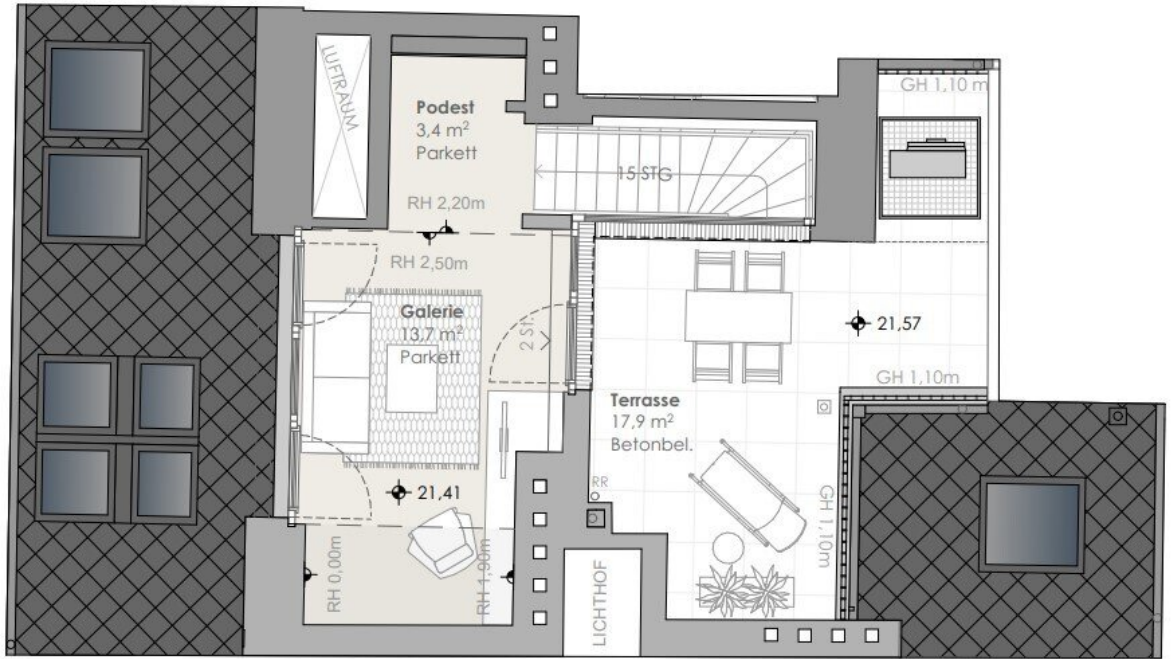 LUFTRAUM
Podest
3,4 m²
Parkett
RH 2,20m
15 STG
GH 1,10 m
RH 2,50m
Galerie
13,7 m²
Parkett
2 St.
21,57
GH 1,10m
Terrasse
17,9 m²
Betonbel.
RR
21,41
GH 1,10m
RH 0,00m
RH 1,90m
LICHTHOF